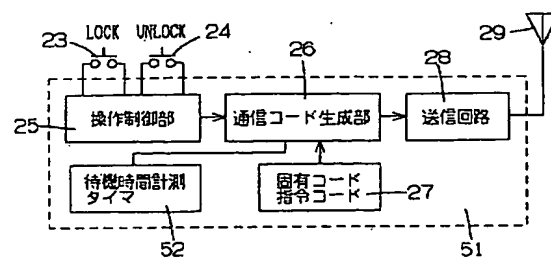 LOCK UNLOCK
23 24
26
28
29
操作制御部
通信コード生成部
送信回路
25
待機時間計測
タイマ
固有コード
指令コード
27
52
51